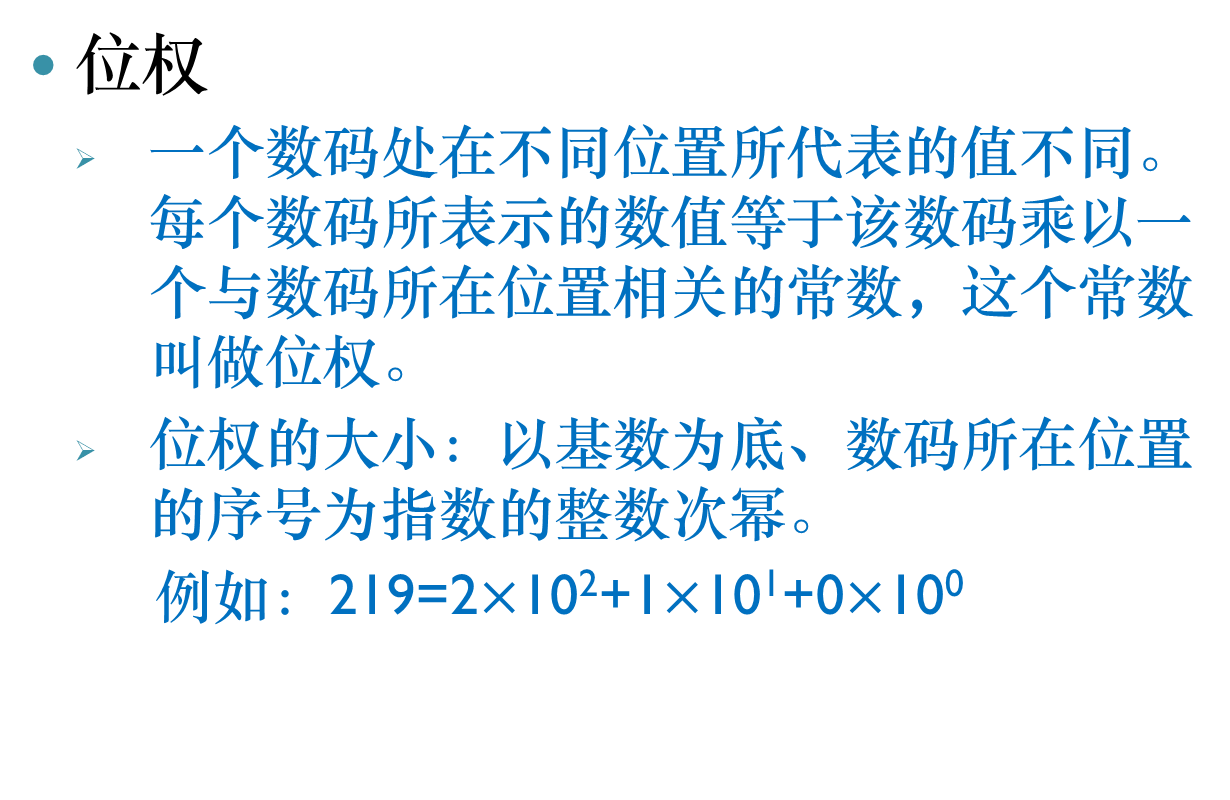 位权
一个数码处在不同位置所代表的值不同。
每个数码所表示的数值等于该数码乘以一
个与数码所在位置相关的常数，这个常数
叫做位权。
位权的大小：以基数为底、数码所在位置
的序号为指数的整数次幂。
例如：219=2×10²+1×10¹+0×10⁰